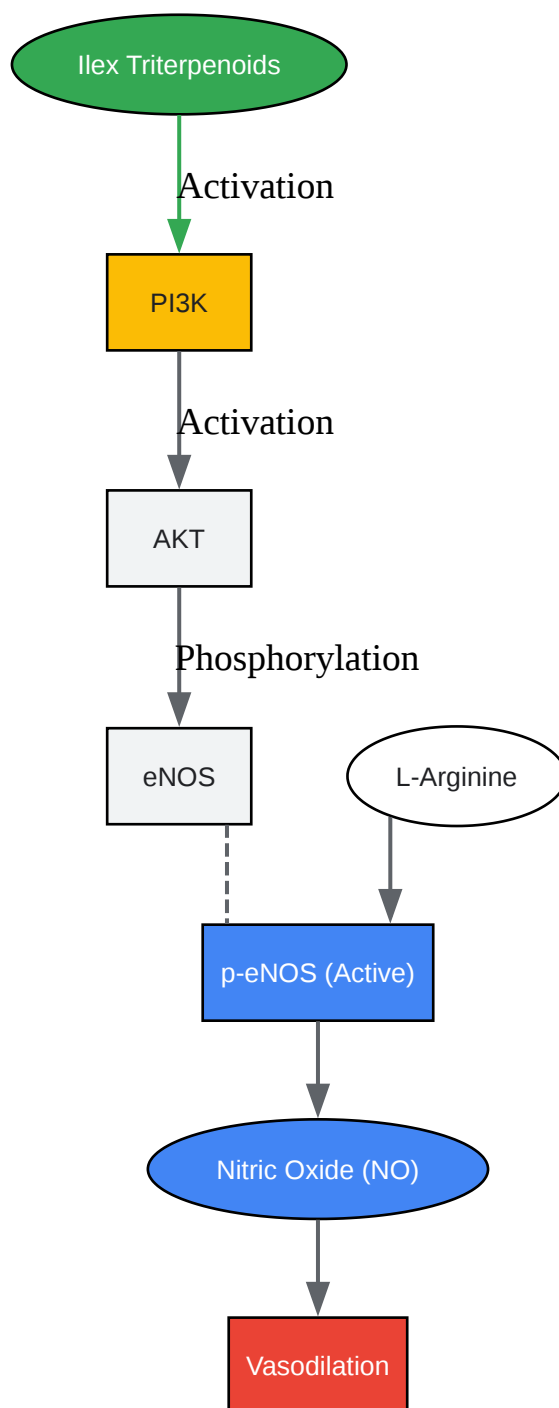 Ilex Triterpenoids
Activation
PI3K
Activation
AKT
Phosphorylation
eNOS
L-Arginine
p-eNOS (Active)
Nitric Oxide (NO)
Vasodilation